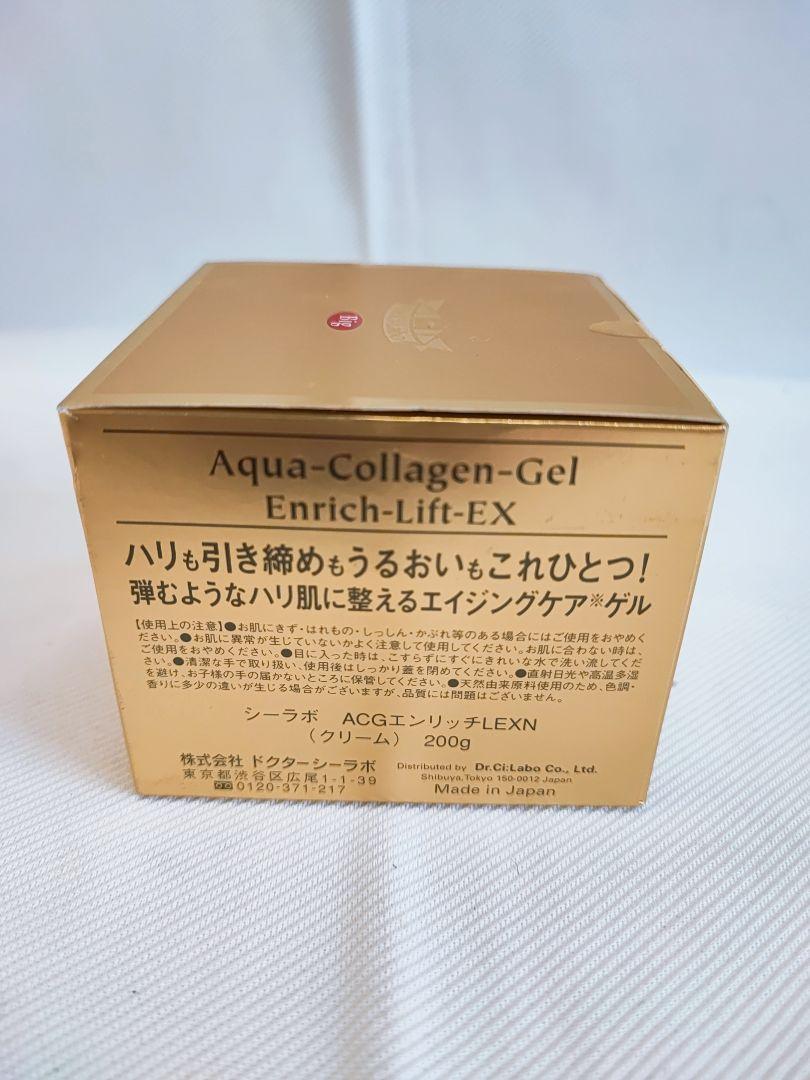 Big
Aqua-Collagen-Gel
Enrich-Lift-EX
ハリも引き締めもうるおいもこれひとつ!
弾むようなハリ肌に整えるエイジングケア※ゲル
【使用上の注意】●お肌にきず・はれもの・しっしん・かぶれ等のある場合にはご使用をおやめく
ださい。●お肌に異常が生じていないかよく注意して使用してください。お肌に合わない時は、
ご使用をおやめください。●目に入った時は、こすらずにすぐにきれいな水で洗い流してくだ
さい。●清潔な手で取り扱い、使用後はしっかり蓋を閉めてください。●直射日光や高温多湿
を避け、お子様の手の届かないところに保管してください。●天然由来原料使用のため、色調・
香りに多少の違いが生じる場合がございますが、品質には問題はございません。
シーラボ ACGエンリッチLEXN
(クリーム) 200g
株式会社 ドクターシーラボ
東京都渋谷区広尾1-1-39
0120-371-217
Distributed by Dr.Ci:Labo Co., Ltd.
Shibuya,Tokyo 150-0012 Japan
Made in Japan